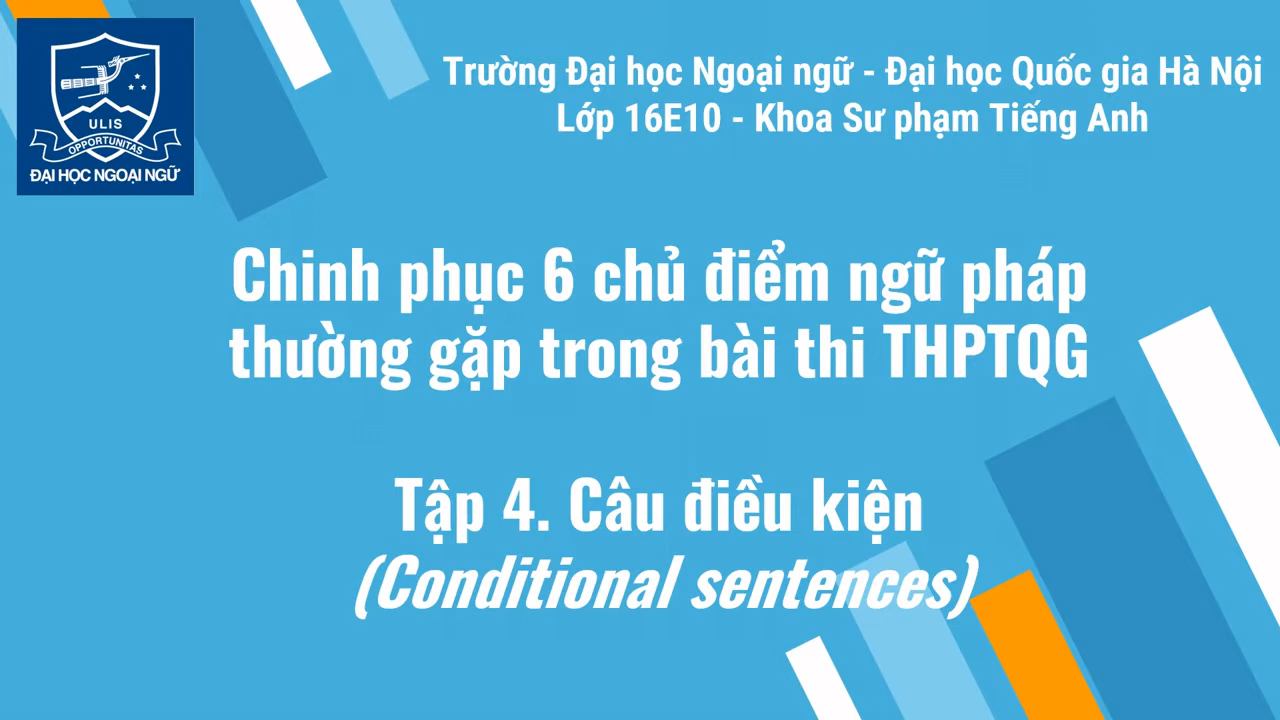 Trường Đại học Ngoại ngữ - Đại học Quốc gia Hà Nội
Lớp 16E10 - Khoa Sư phạm Tiếng Anh
ULIS
OPPORTUNITAS
ĐẠI HỌC NGOẠI NGỮ
Chinh phục 6 chủ điểm ngữ pháp
thường gặp trong bài thi THPTQG
Tập 4. Câu điều kiện
(Conditional sentences)